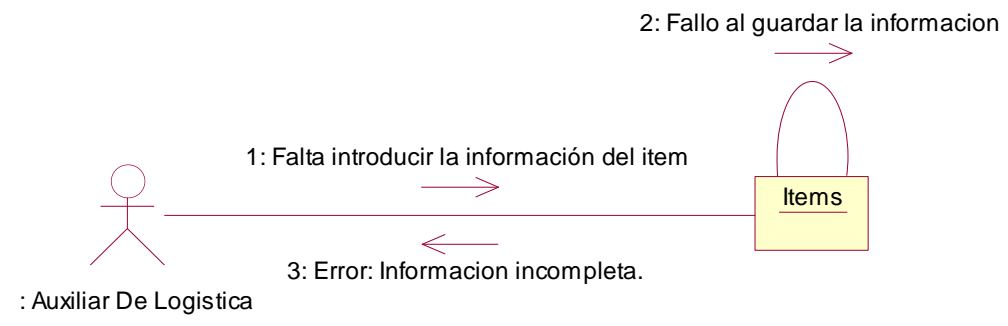 2: Fallo al guardar la informacion
1: Falta introducir la información del item
Items
3: Error: Informacion incompleta.
: Auxiliar De Logistica